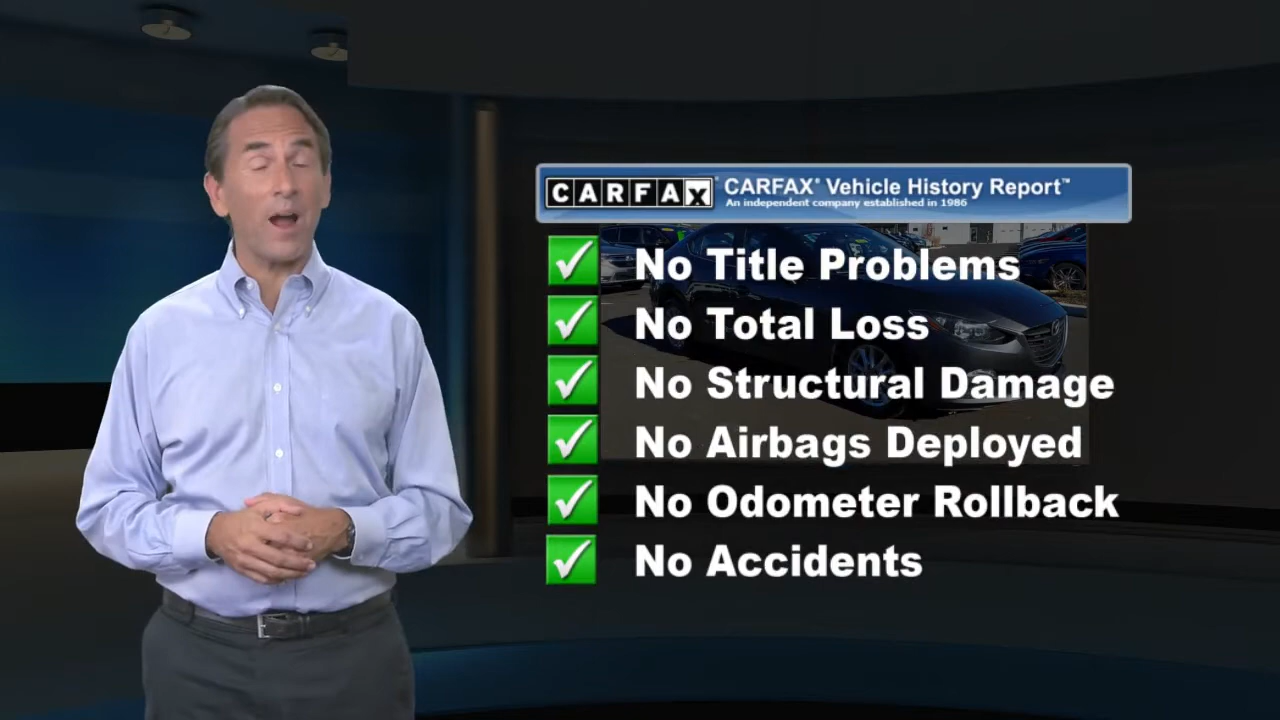 CARFAX® CARFAX® Vehicle History Report™
An independent company established in 1986
No Title Problems
No Total Loss
No Structural Damage
No Airbags Deployed
No Odometer Rollback
No Accidents